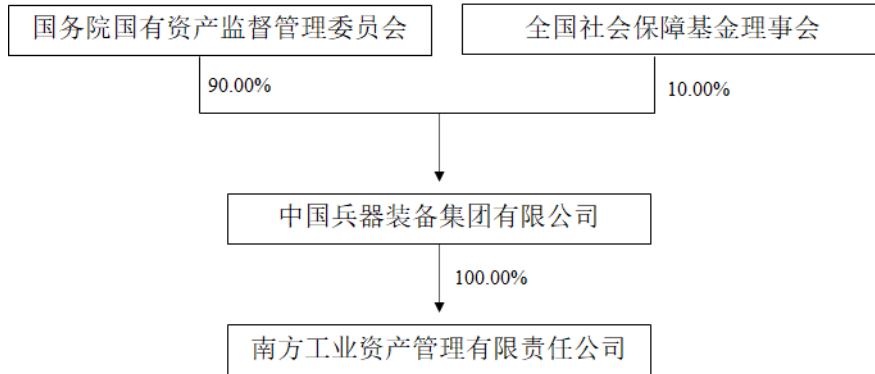 国务院国有资产监督管理委员会
全国社会保障基金理事会
90.00%
10.00%
中国兵器装备集团有限公司
100.00%
南方工业资产管理有限责任公司